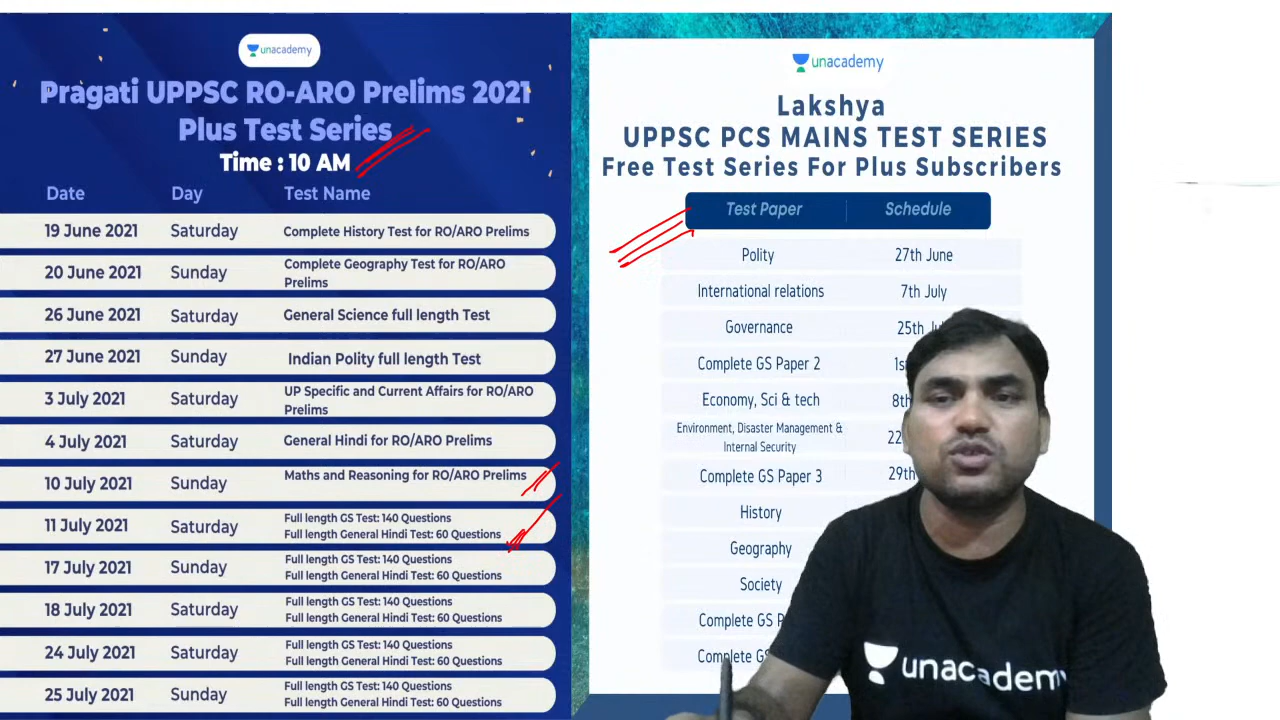 unacademy
Pragati UPPSC RO-ARO Prelims 2021
Plus Test Series
Time : 10 AM
Date Day Test Name
19 June 2021 Saturday Complete History Test for RO/ARO Prelims
20 June 2021 Sunday Complete Geography Test for RO/ARO
Prelims
26 June 2021 Saturday General Science full length Test
27 June 2021 Sunday Indian Polity full length Test
3 July 2021 Saturday UP Specific and Current Affairs for RO/ARO
Prelims
4 July 2021 Saturday General Hindi for RO/ARO Prelims
10 July 2021 Sunday Maths and Reasoning for RO/ARO Prelims
11 July 2021 Saturday Full length GS Test: 140 Questions
Full length General Hindi Test: 60 Questions
17 July 2021 Sunday Full length GS Test: 140 Questions
Full length General Hindi Test: 60 Questions
18 July 2021 Saturday Full length GS Test: 140 Questions
Full length General Hindi Test: 60 Questions
24 July 2021 Saturday Full length GS Test: 140 Questions
Full length General Hindi Test: 60 Questions
25 July 2021 Sunday Full length GS Test: 140 Questions
Full length General Hindi Test: 60 Questions
unacademy
Lakshya
UPPSC PCS MAINS TEST SERIES
Free Test Series For Plus Subscribers
Test Paper Schedule
Polity 27th June
International relations 7th July
Governance 25th
Complete GS Paper 2
Economy, Sci & tech 8th
Environment, Disaster Management &
Internal Security 22
Complete GS Paper 3 29th
History
Geography
Society
Complete GS
Complete GS
unacademy